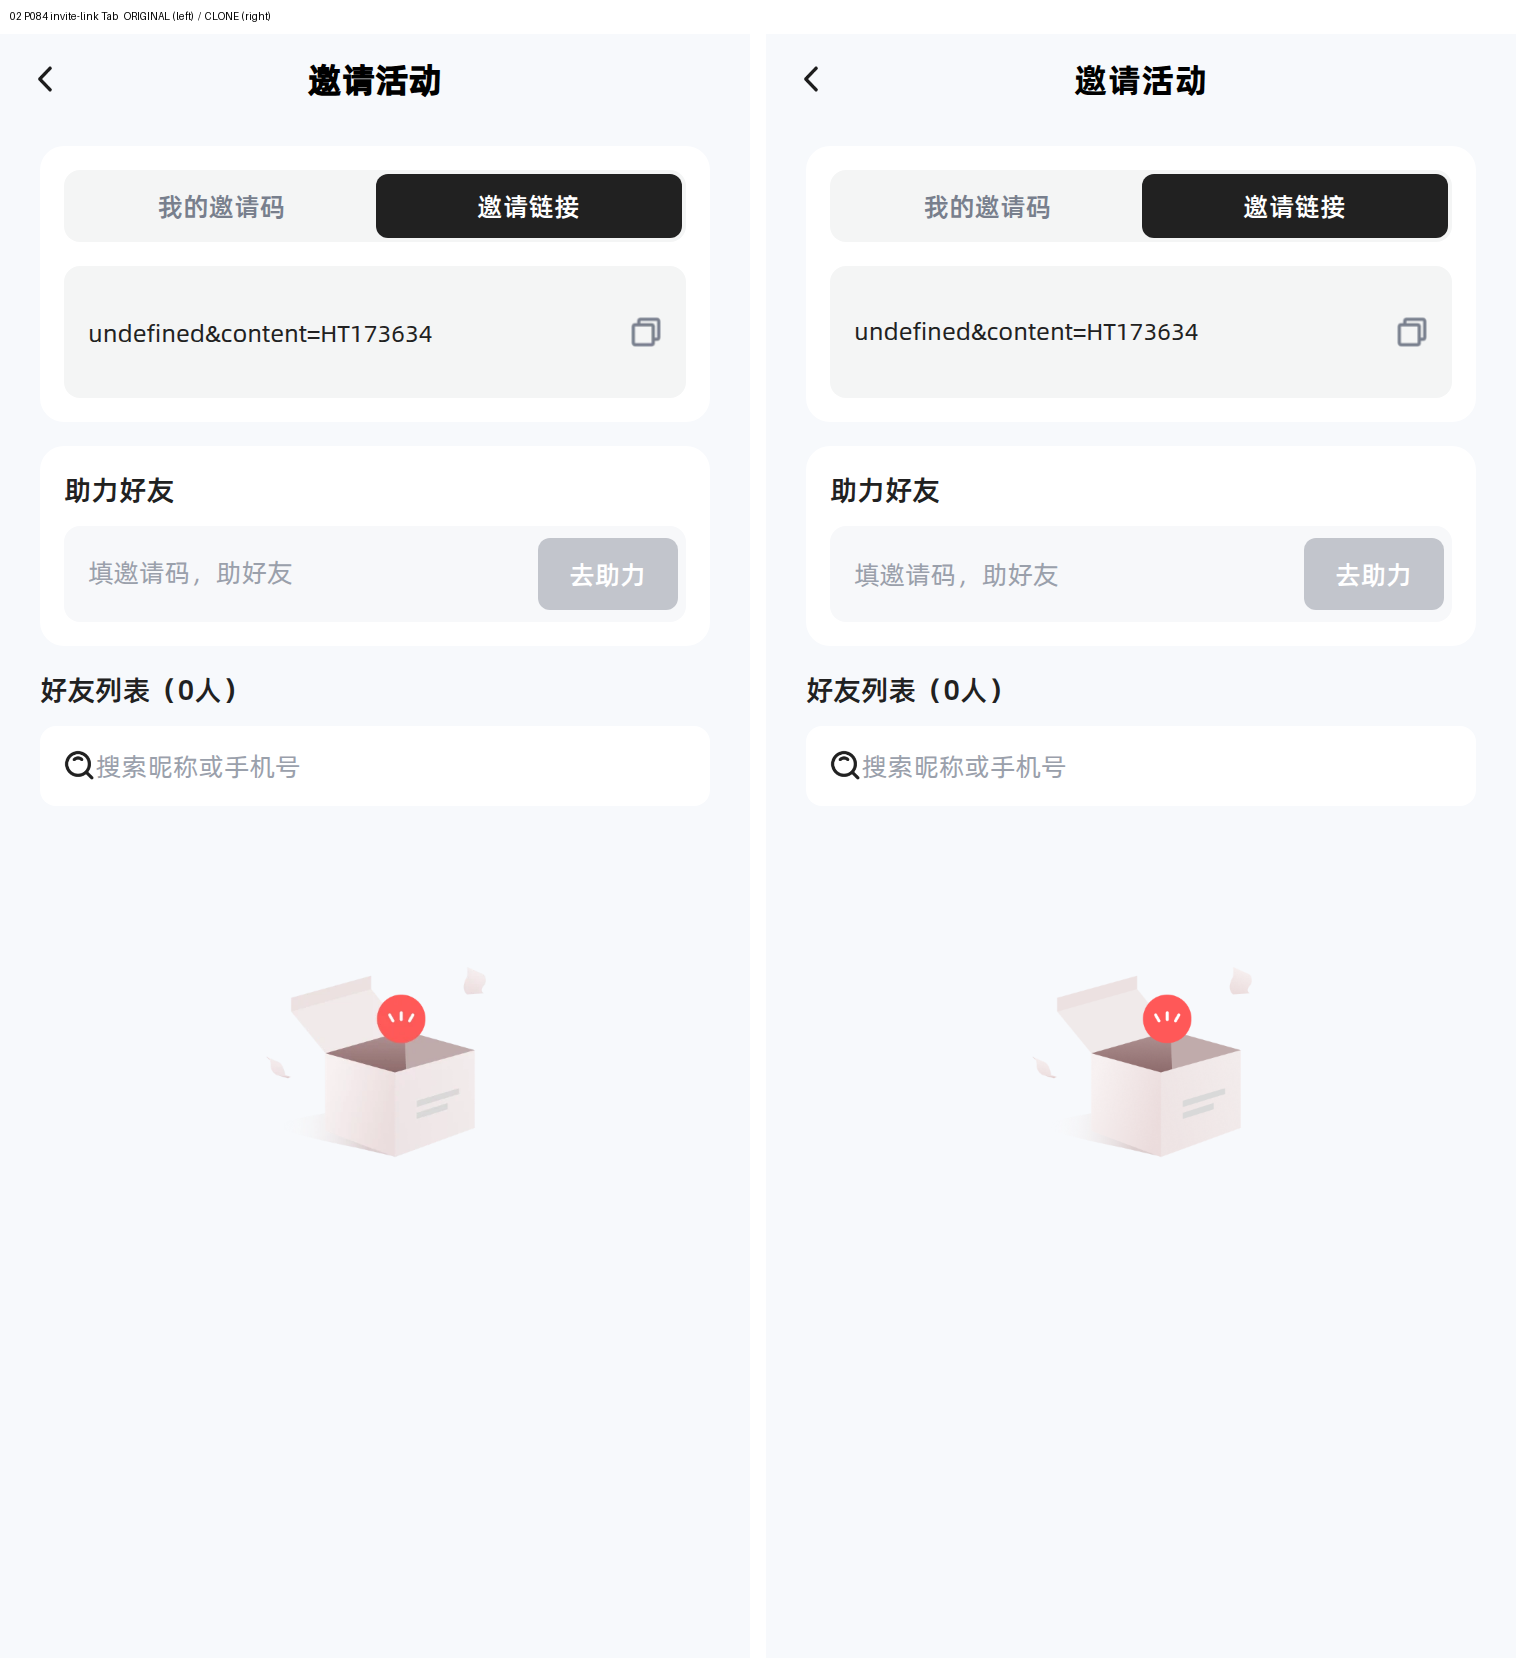 02 P084 invite-link Tab ORIGINAL (left) / CLONE (right)
邀请活动
我的邀请码 邀请链接
undefined&content=HT173634
助力好友
填邀请码，助好友 去助力
好友列表（0人）
搜索昵称或手机号
邀请活动
我的邀请码 邀请链接
undefined&content=HT173634
助力好友
填邀请码，助好友 去助力
好友列表（0人）
搜索昵称或手机号